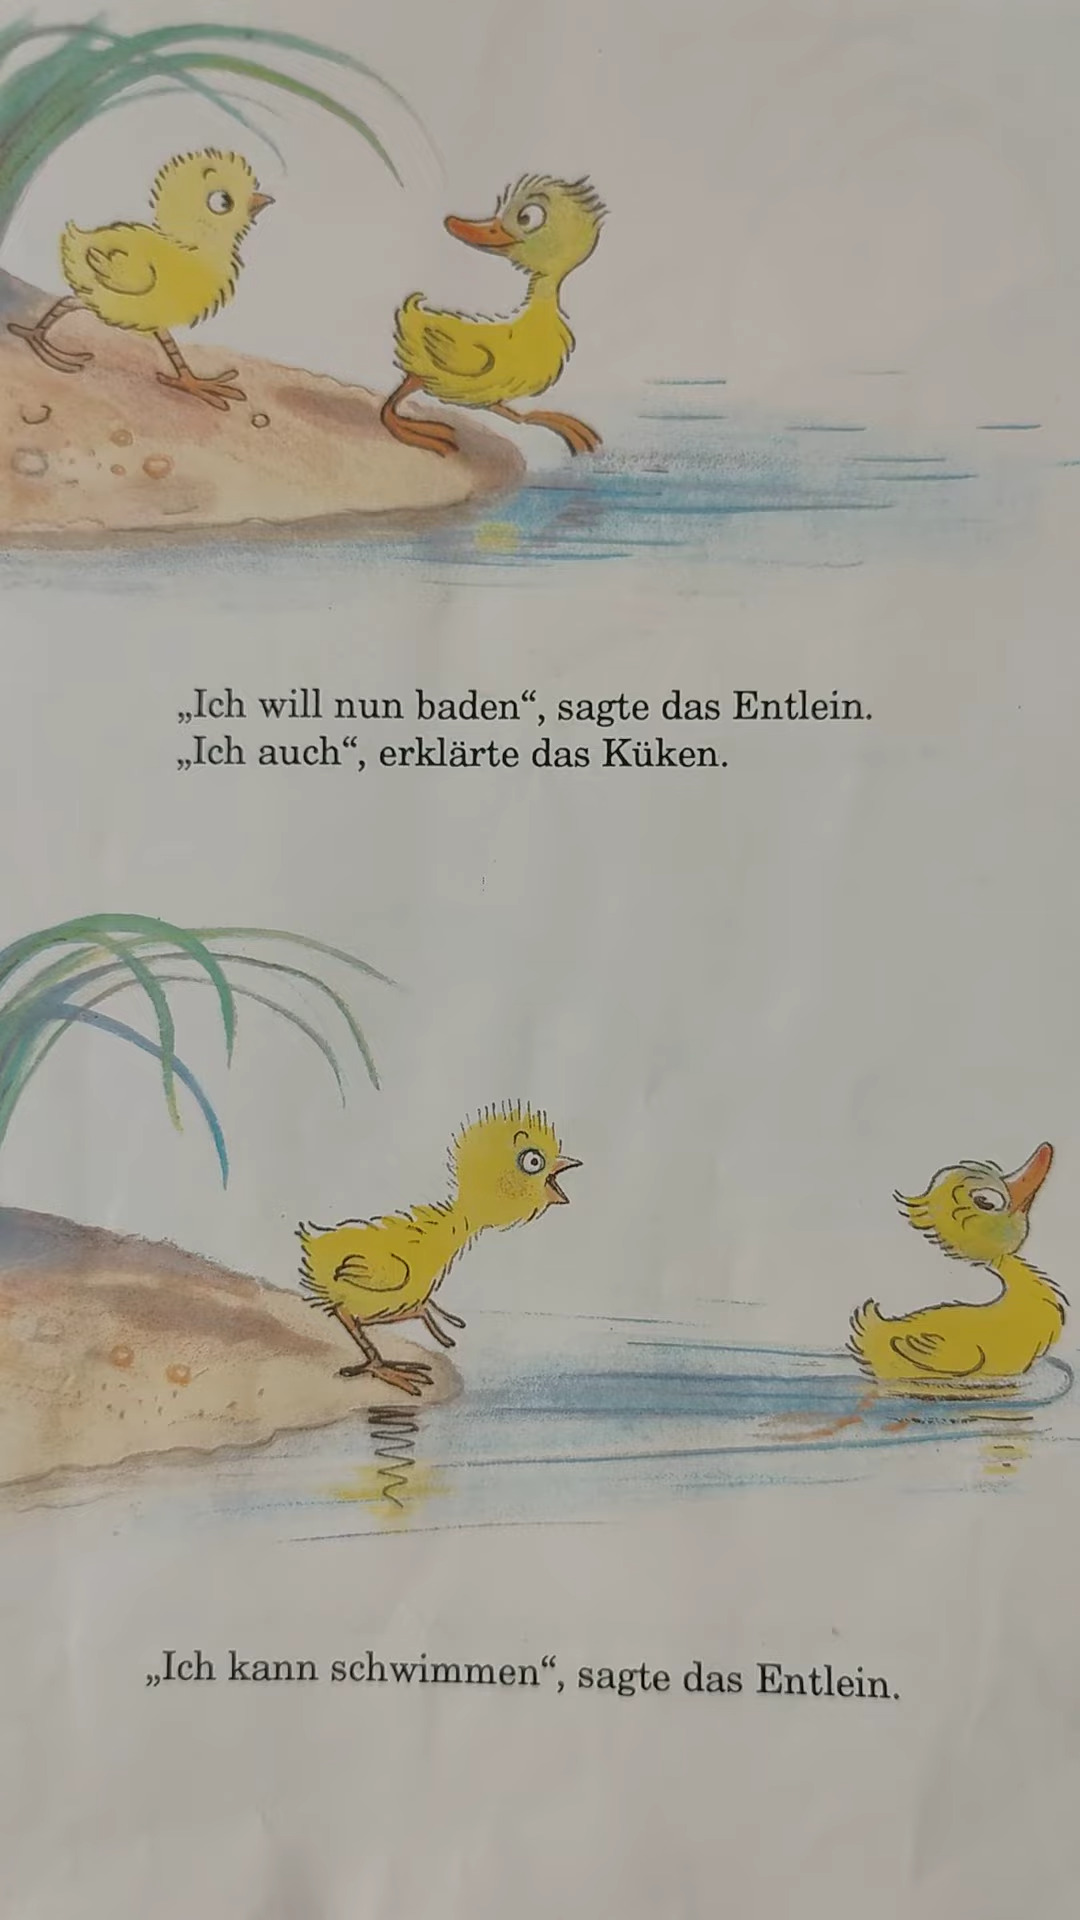 „Ich will nun baden“, sagte das Entlein.
„Ich auch“, erklärte das Küken.
„Ich kann schwimmen“, sagte das Entlein.